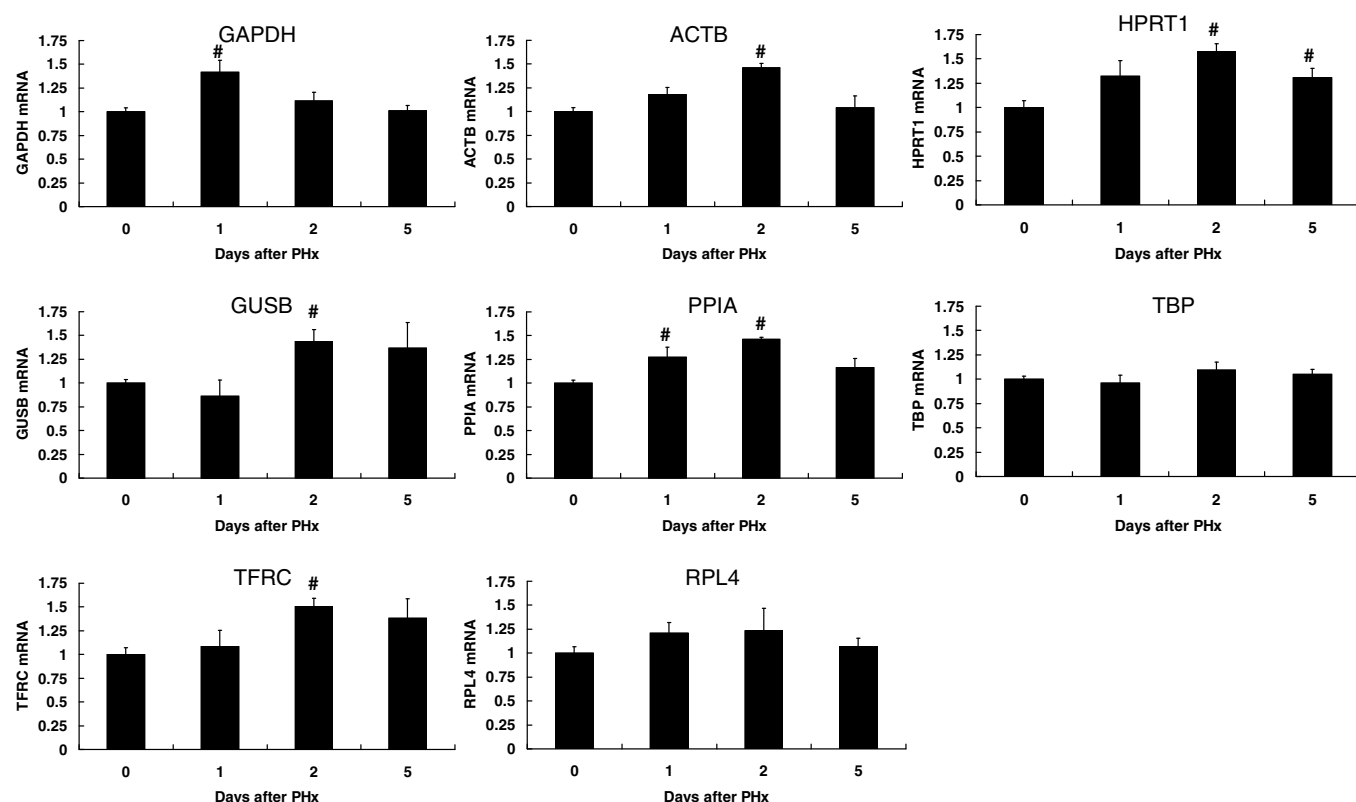 GAPDH
#
GAPDH mRNA
1.75
1.5
1.25
1
0.75
0.5
0.25
0
0 1 2 5
Days after PHx
ACTB
#
ACTB mRNA
1.75
1.5
1.25
1
0.75
0.5
0.25
0
0 1 2 5
Days after PHx
HPRT1
# #
HPRT1 mRNA
1.75
1.5
1.25
1
0.75
0.5
0.25
0
0 1 2 5
Days after PHx
GUSB
#
GUSB mRNA
1.75
1.5
1.25
1
0.75
0.5
0.25
0
0 1 2 5
Days after PHx
PPIA
# #
PPIA mRNA
1.75
1.5
1.25
1
0.75
0.5
0.25
0
0 1 2 5
Days after PHx
TBP
TBP mRNA
1.75
1.5
1.25
1
0.75
0.5
0.25
0
0 1 2 5
Days after PHx
TFRC
#
TFRC mRNA
1.75
1.5
1.25
1
0.75
0.5
0.25
0
0 1 2 5
Days after PHx
RPL4
RPL4 mRNA
1.75
1.5
1.25
1
0.75
0.5
0.25
0
0 1 2 5
Days after PHx